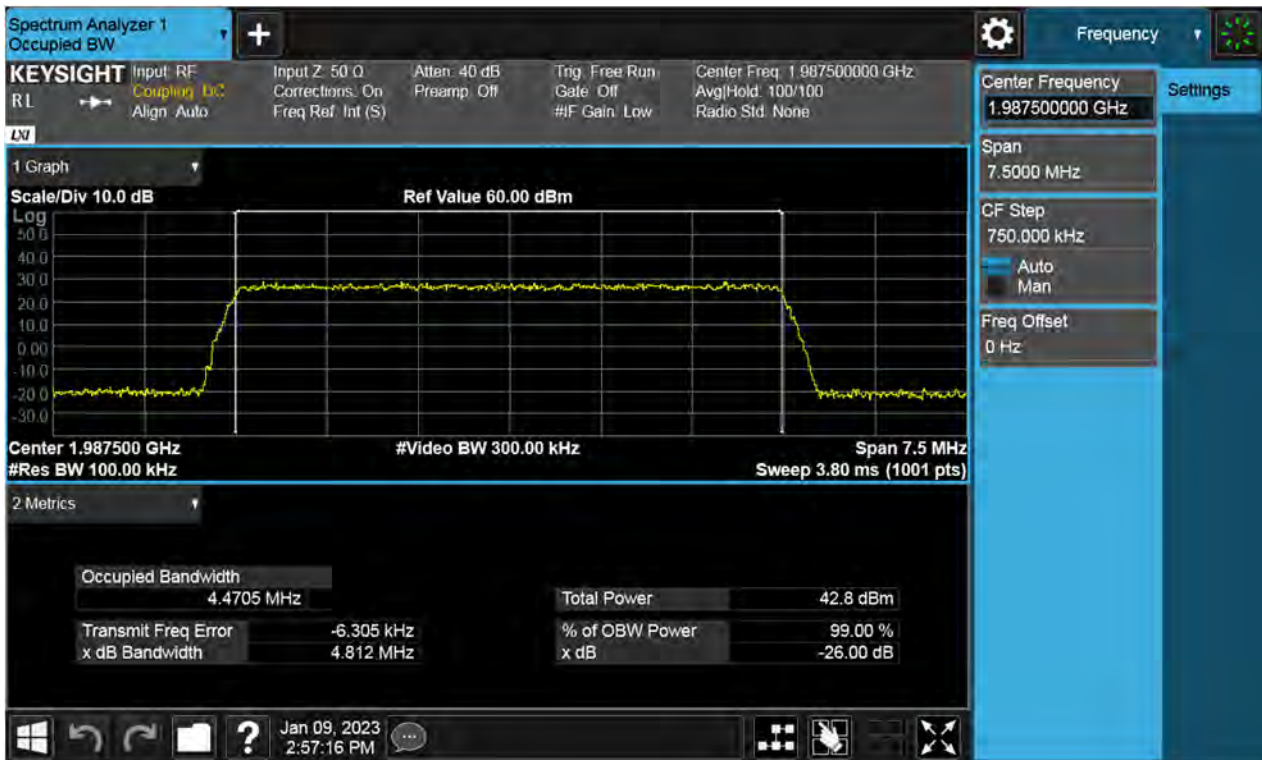 Spectrum Analyzer 1
Occupied BW
+
Frequency
KEYSIGHT
RL
LXI
Input: RF
Coupling: DC
Align: Auto
Input Z: 50 Ω
Corrections: On
Freq Ref: Int (S)
Atten: 40 dB
Preamp: Off
Trig: Free Run
Gate: Off
#IF Gain: Low
Center Freq: 1.987500000 GHz
Avg|Hold: 100/100
Radio Std: None
Center Frequency
1.987500000 GHz
Settings
Span
7.5000 MHz
CF Step
750.000 kHz
Auto
Man
Freq Offset
0 Hz
1 Graph
Scale/Div 10.0 dB
Ref Value 60.00 dBm
Log
50.0
40.0
30.0
20.0
10.0
0.00
-10.0
-20.0
-30.0
Center 1.987500 GHz
#Video BW 300.00 kHz
Span 7.5 MHz
#Res BW 100.00 kHz
Sweep 3.80 ms (1001 pts)
2 Metrics
Occupied Bandwidth
4.4705 MHz
Total Power 42.8 dBm
Transmit Freq Error -6.305 kHz
% of OBW Power 99.00 %
x dB Bandwidth 4.812 MHz
x dB -26.00 dB
?
Jan 09, 2023
2:57:16 PM